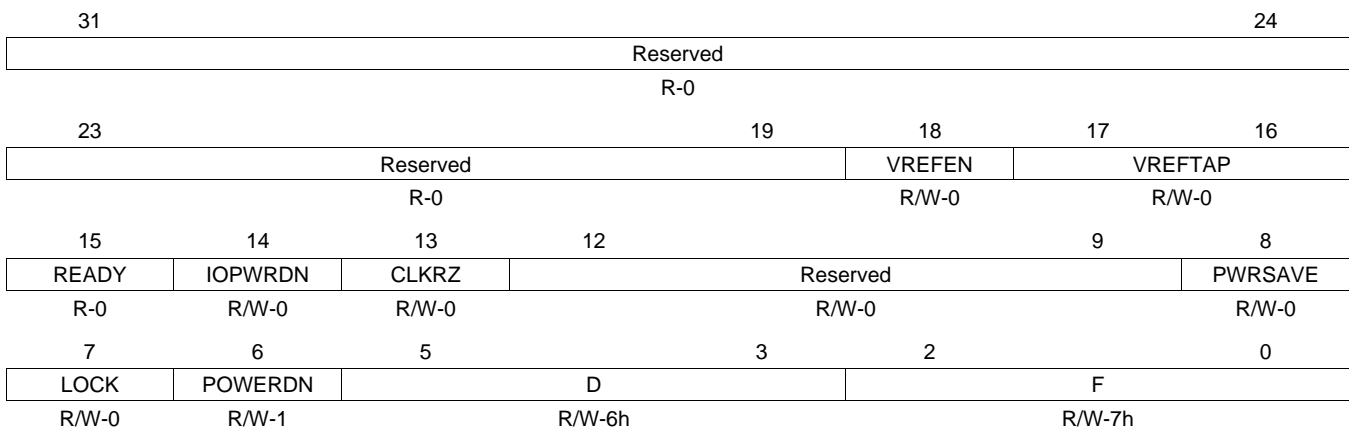 31 24
Reserved
R-0
23 19 18 17 16
Reserved VREFEN VREFTAP
R-0 R/W-0 R/W-0
15 14 13 12 9 8
READY IOPWRDN CLKRZ Reserved PWRSAVE
R-0 R/W-0 R/W-0 R/W-0 R/W-0
7 6 5 3 2 0
LOCK POWERDN D F
R/W-0 R/W-1 R/W-6h R/W-7h